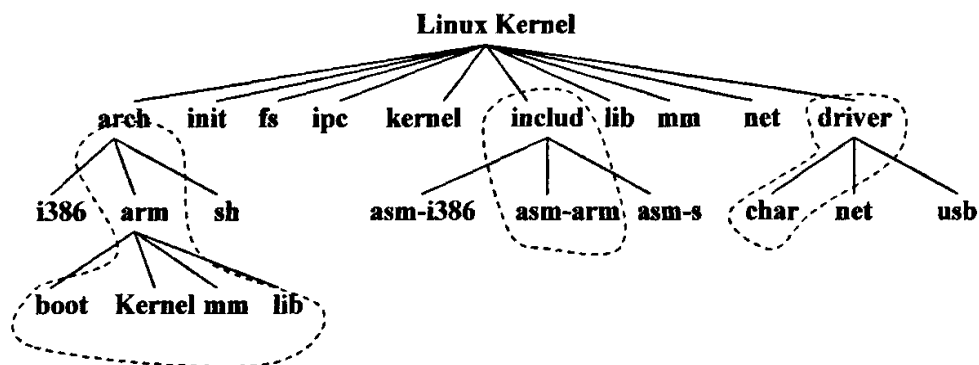 Linux Kernel
arch init fs ipc kernel includ lib mm net driver
i386 arm sh asm-i386 asm-arm asm-s char net usb
boot Kernel mm lib